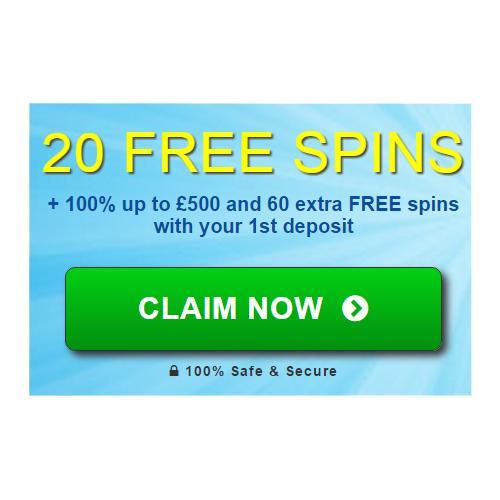 20 FREE SPINS
+ 100% up to £500 and 60 extra FREE spins
with your 1st deposit
CLAIM NOW
100% Safe & Secure